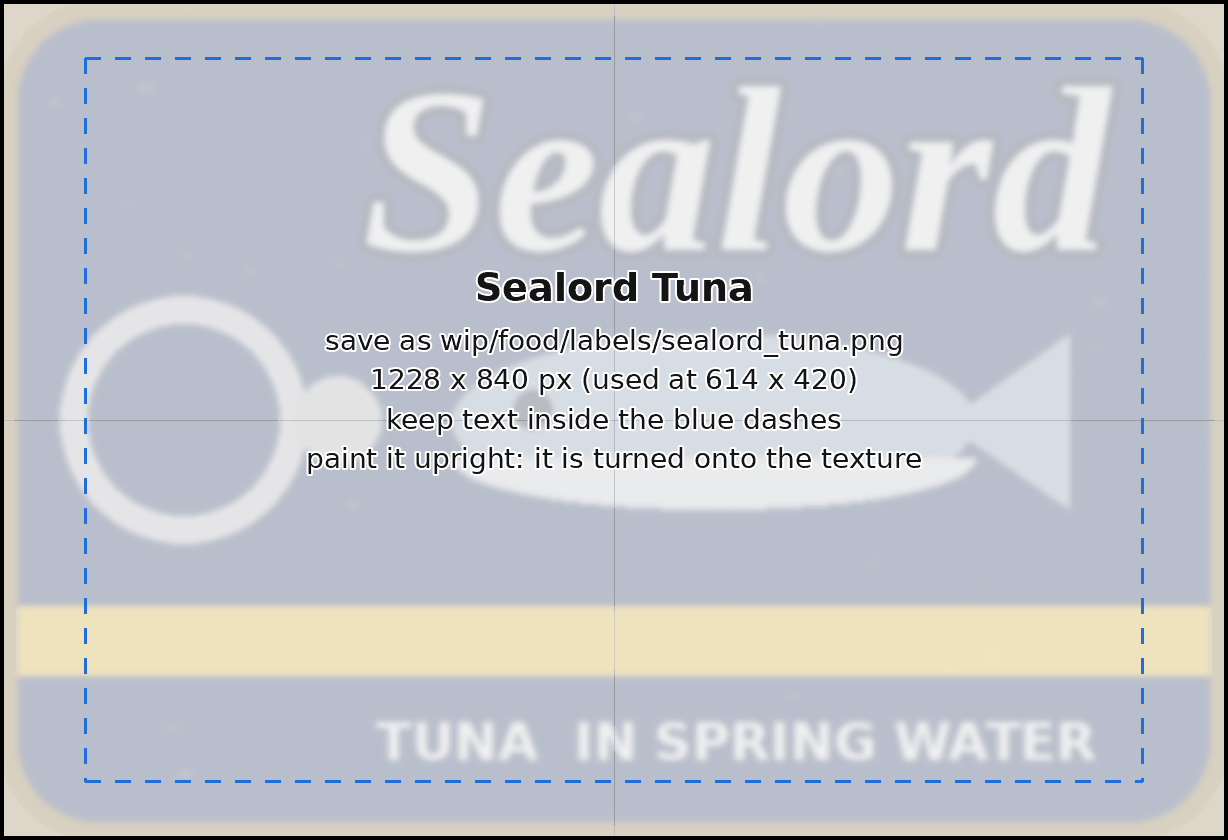 Sealord
Sealord Tuna
save as wip/food/labels/sealord_tuna.png
1228 x 840 px (used at 614 x 420)
keep text inside the blue dashes
paint it upright: it is turned onto the texture
TUNA IN SPRING WATER